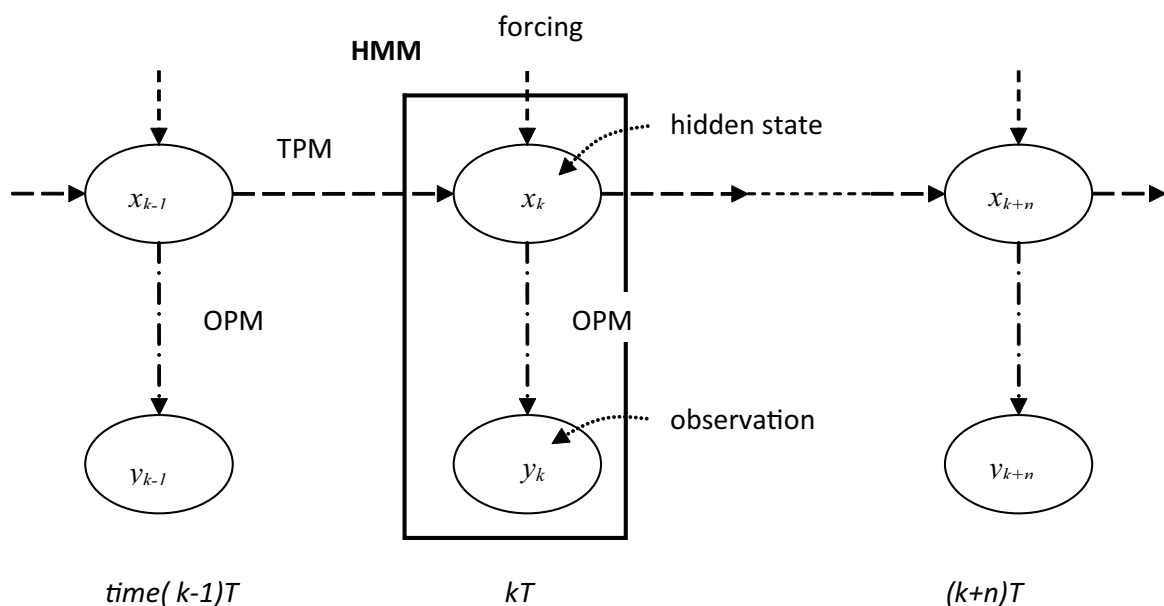 forcing
HMM
hidden state
TPM
x_{k-1}
x_k
x_{k+n}
OPM
OPM
observation
y_{k-1}
y_k
y_{k+n}
time( k-1)T
kT
(k+n)T